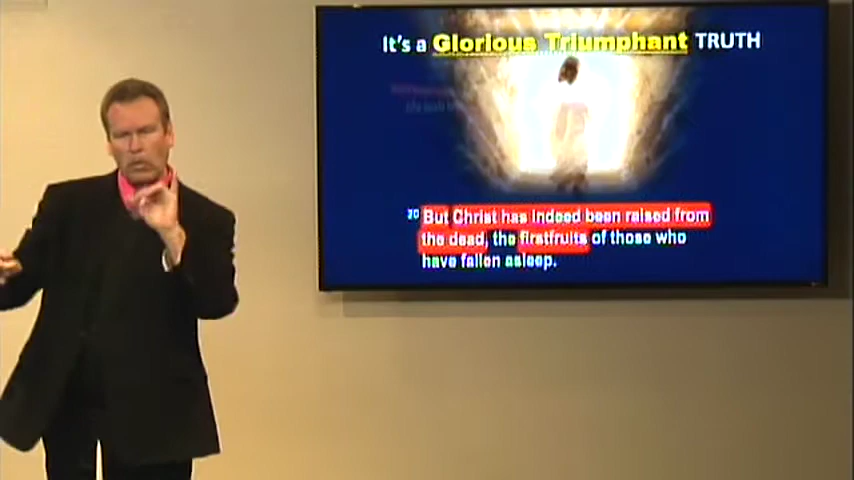 It's a Glorious Triumphant TRUTH
20 But Christ has indeed been raised from
the dead, the firstfruits of those who
have fallen asleep.